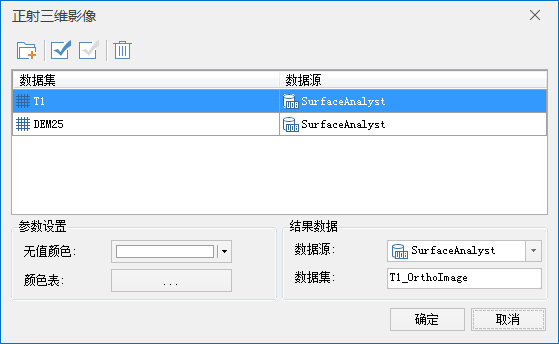 正射三维影像
数据集 数据源
T1 SurfaceAnalyst
DEM25 SurfaceAnalyst
参数设置
无值颜色:
颜色表: ...
结果数据
数据源: SurfaceAnalyst
数据集: T1_OrthoImage
确定 取消